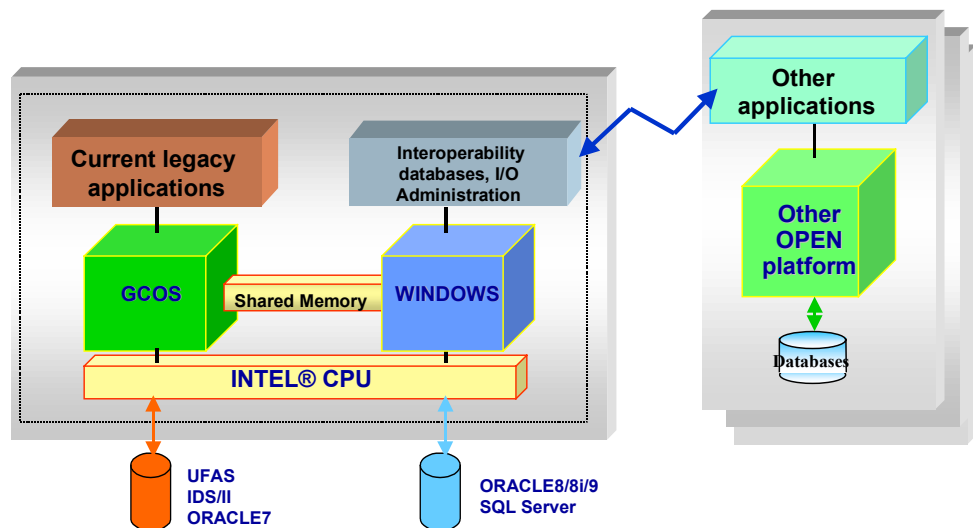 Current legacy
applications
Interoperability
databases, I/O
Administration
Other
applications
GCOS
Shared Memory
WINDOWS
Other
OPEN
platform
INTEL® CPU
Databases
UFAS
IDS/II
ORACLE7
ORACLE8/8i/9
SQL Server